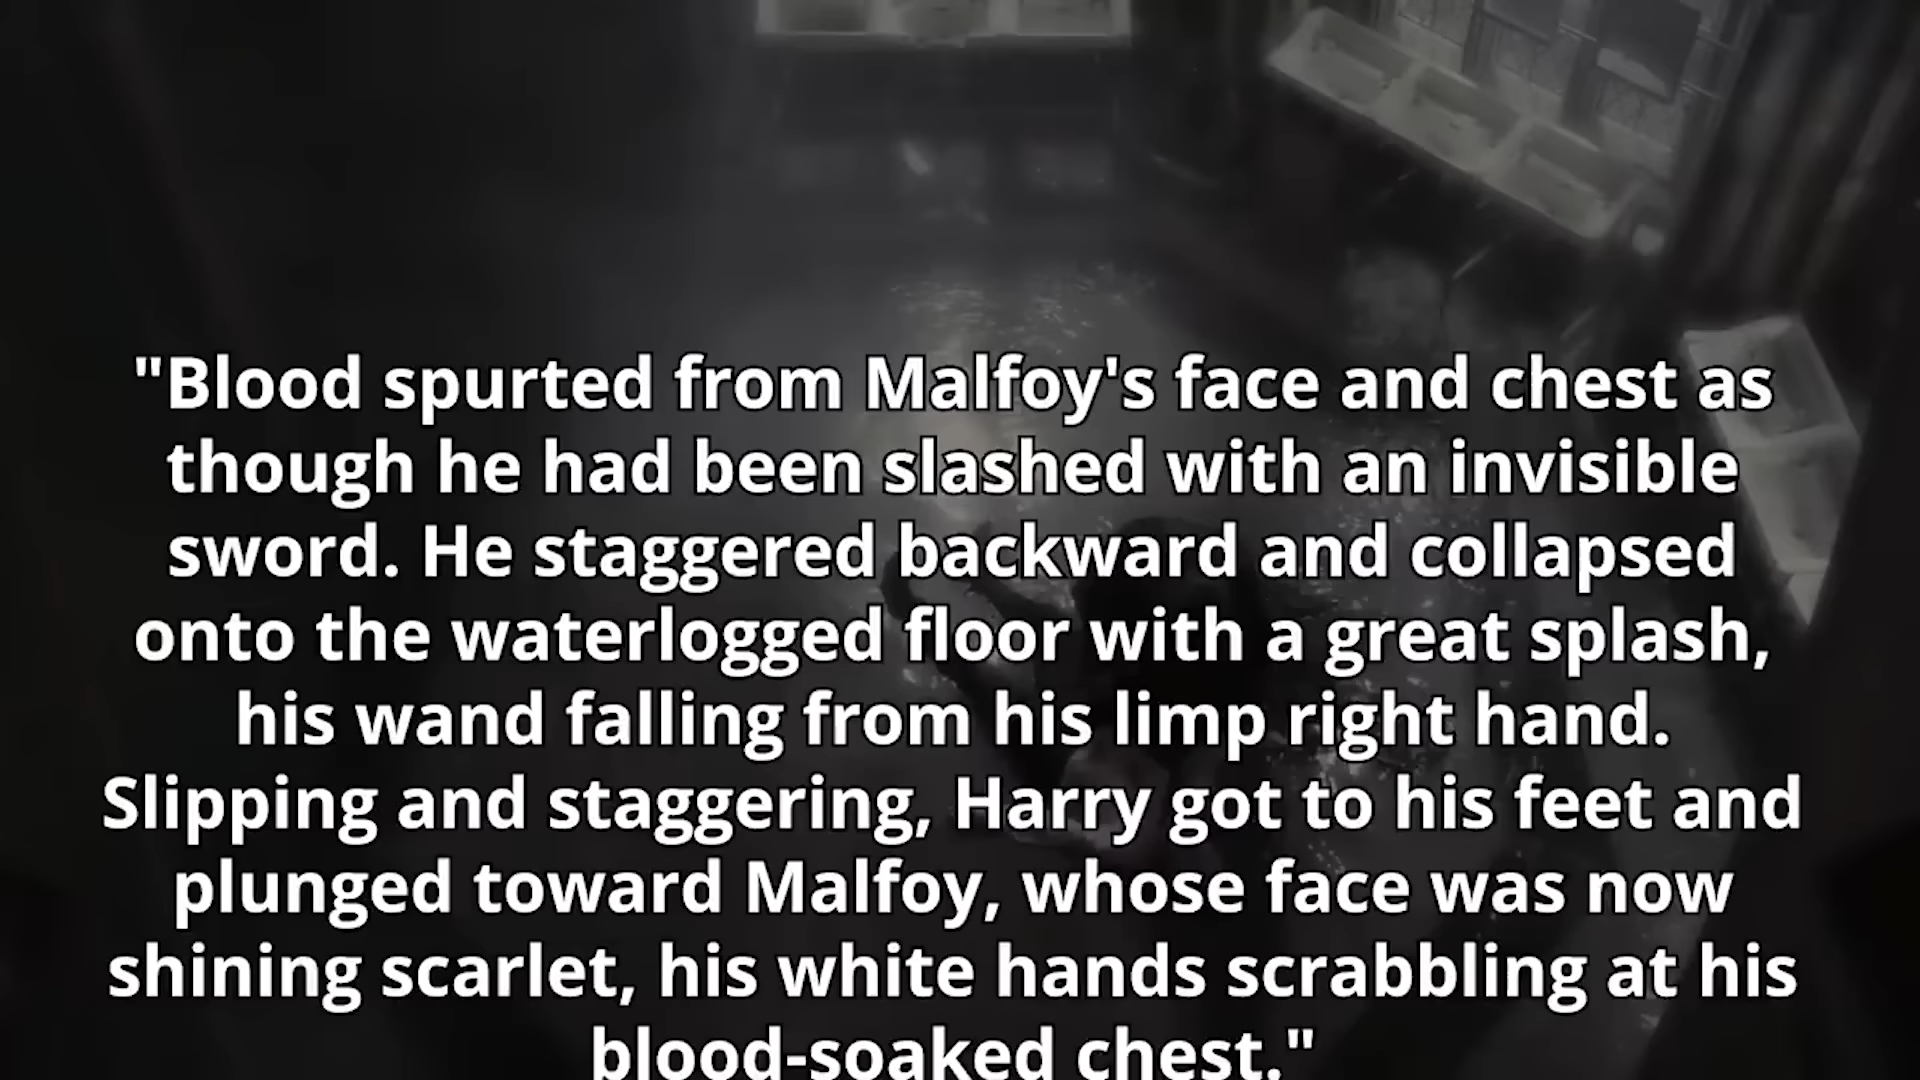 "Blood spurted from Malfoy's face and chest as
though he had been slashed with an invisible
sword. He staggered backward and collapsed
onto the waterlogged floor with a great splash,
his wand falling from his limp right hand.
Slipping and staggering, Harry got to his feet and
plunged toward Malfoy, whose face was now
shining scarlet, his white hands scrabbling at his
blood-soaked chest."